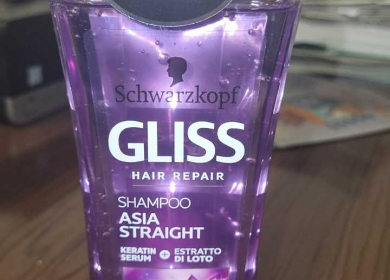 Schwarzkopf
GLISS
HAIR REPAIR
SHAMPOO
ASIA
STRAIGHT
KERATIN SERUM + ESTRATTO DI LOTO